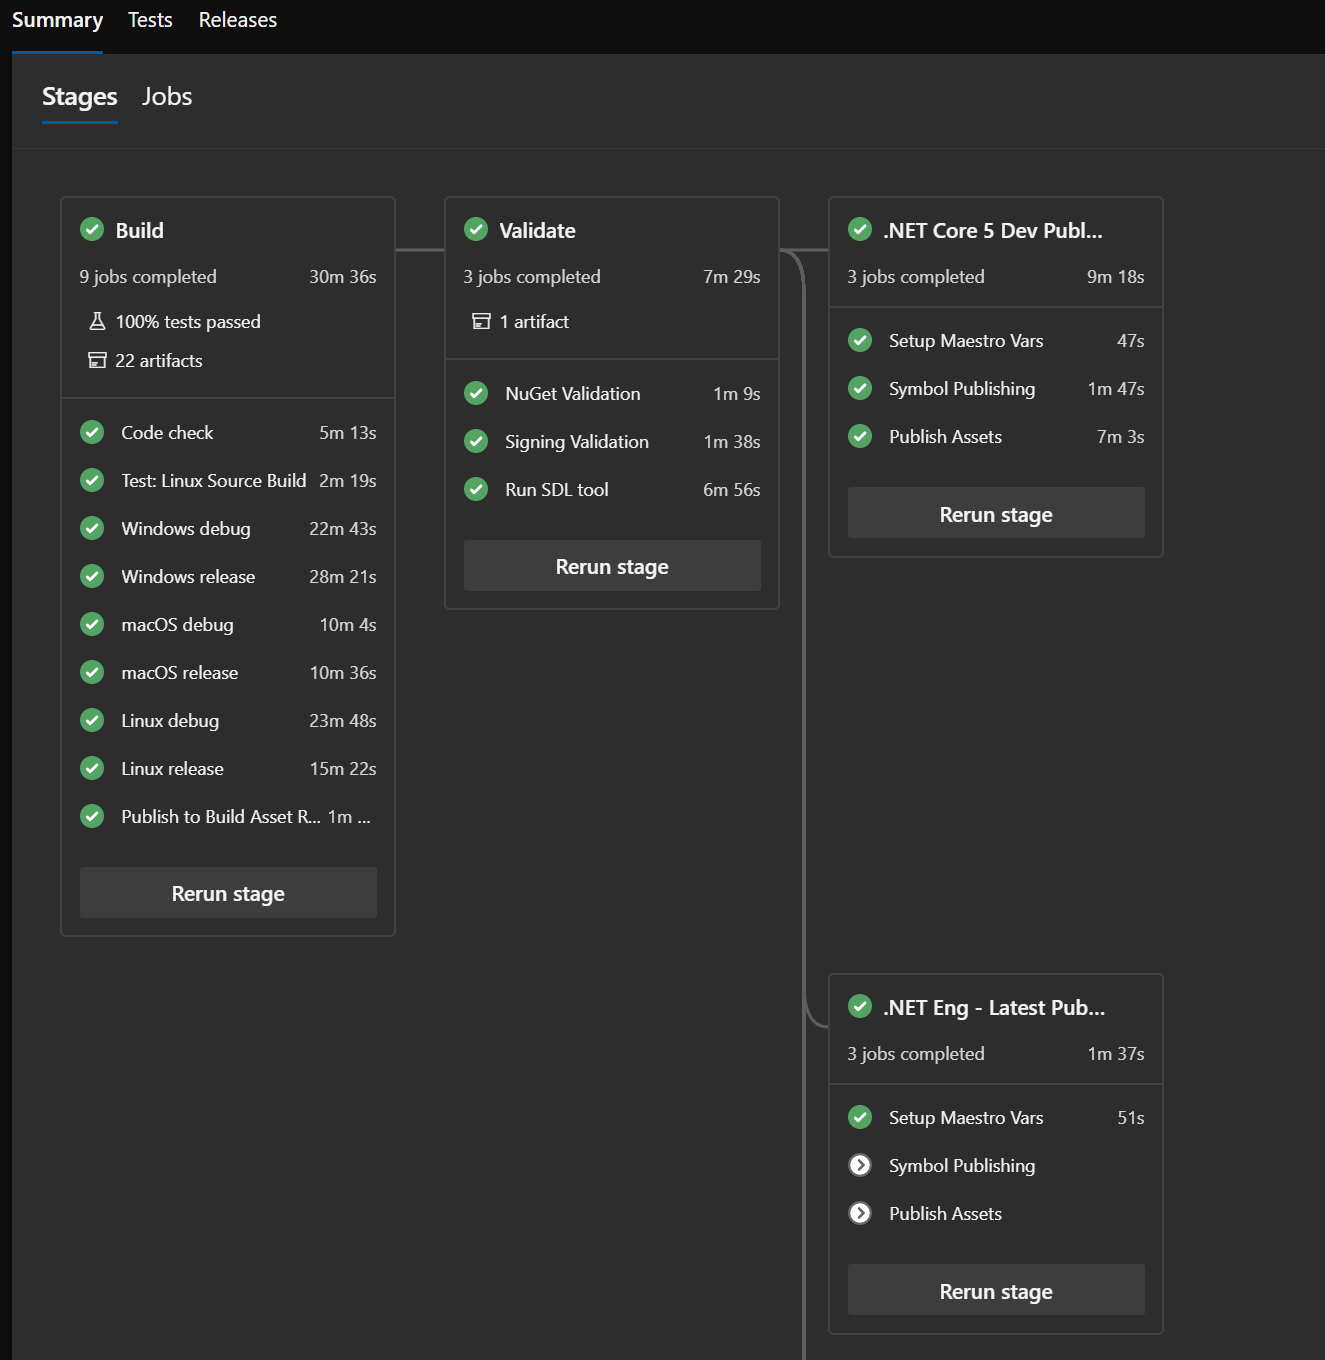 Summary Tests Releases
Stages Jobs
Build
9 jobs completed 30m 36s
100% tests passed
22 artifacts
Code check 5m 13s
Test: Linux Source Build 2m 19s
Windows debug 22m 43s
Windows release 28m 21s
macOS debug 10m 4s
macOS release 10m 36s
Linux debug 23m 48s
Linux release 15m 22s
Publish to Build Asset R... 1m ...
Rerun stage
Validate
3 jobs completed 7m 29s
1 artifact
NuGet Validation 1m 9s
Signing Validation 1m 38s
Run SDL tool 6m 56s
Rerun stage
.NET Core 5 Dev Publ...
3 jobs completed 9m 18s
Setup Maestro Vars 47s
Symbol Publishing 1m 47s
Publish Assets 7m 3s
Rerun stage
.NET Eng - Latest Pub...
3 jobs completed 1m 37s
Setup Maestro Vars 51s
Symbol Publishing
Publish Assets
Rerun stage